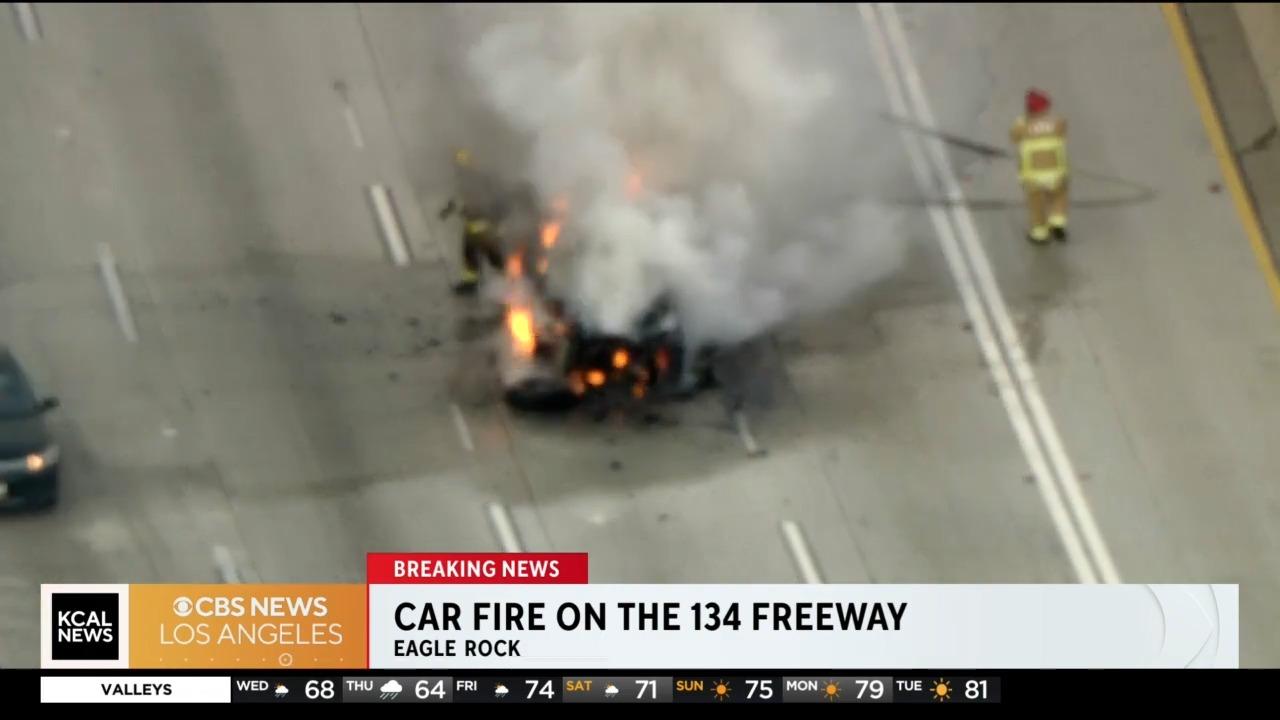 BREAKING NEWS
KCAL
NEWS
CBS NEWS
LOS ANGELES
CAR FIRE ON THE 134 FREEWAY
EAGLE ROCK
VALLEYS WED 68 THU 64 FRI 74 SAT 71 SUN 75 MON 79 TUE 81